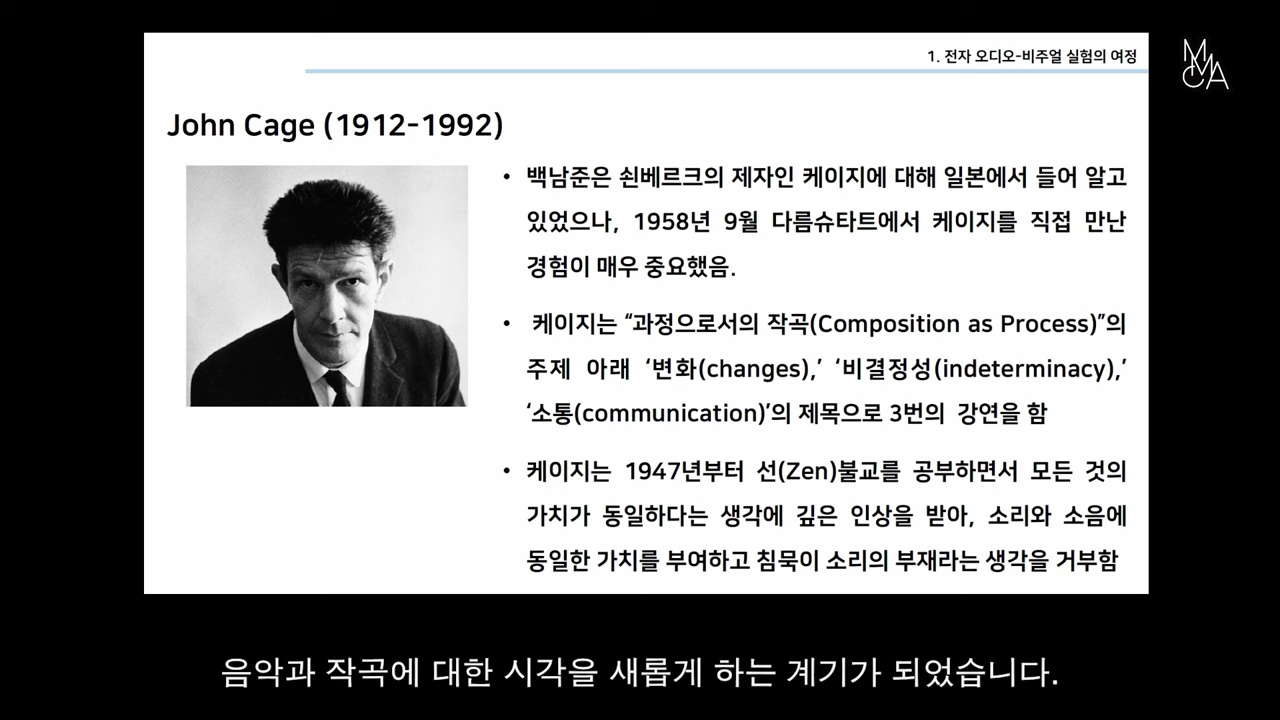 1. 전자 오디오-비주얼 실험의 여정
MMCA
John Cage (1912-1992)
• 백남준은 쇤베르크의 제자인 케이지에 대해 일본에서 들어 알고
있었으나, 1958년 9월 다름슈타트에서 케이지를 직접 만난
경험이 매우 중요했음.
• 케이지는 “과정으로서의 작곡(Composition as Process)”의
주제 아래 ‘변화(changes),’ ‘비결정성(indeterminacy),’
‘소통(communication)’의 제목으로 3번의 강연을 함
• 케이지는 1947년부터 선(Zen)불교를 공부하면서 모든 것의
가치가 동일하다는 생각에 깊은 인상을 받아, 소리와 소음에
동일한 가치를 부여하고 침묵이 소리의 부재라는 생각을 거부함
음악과 작곡에 대한 시각을 새롭게 하는 계기가 되었습니다.